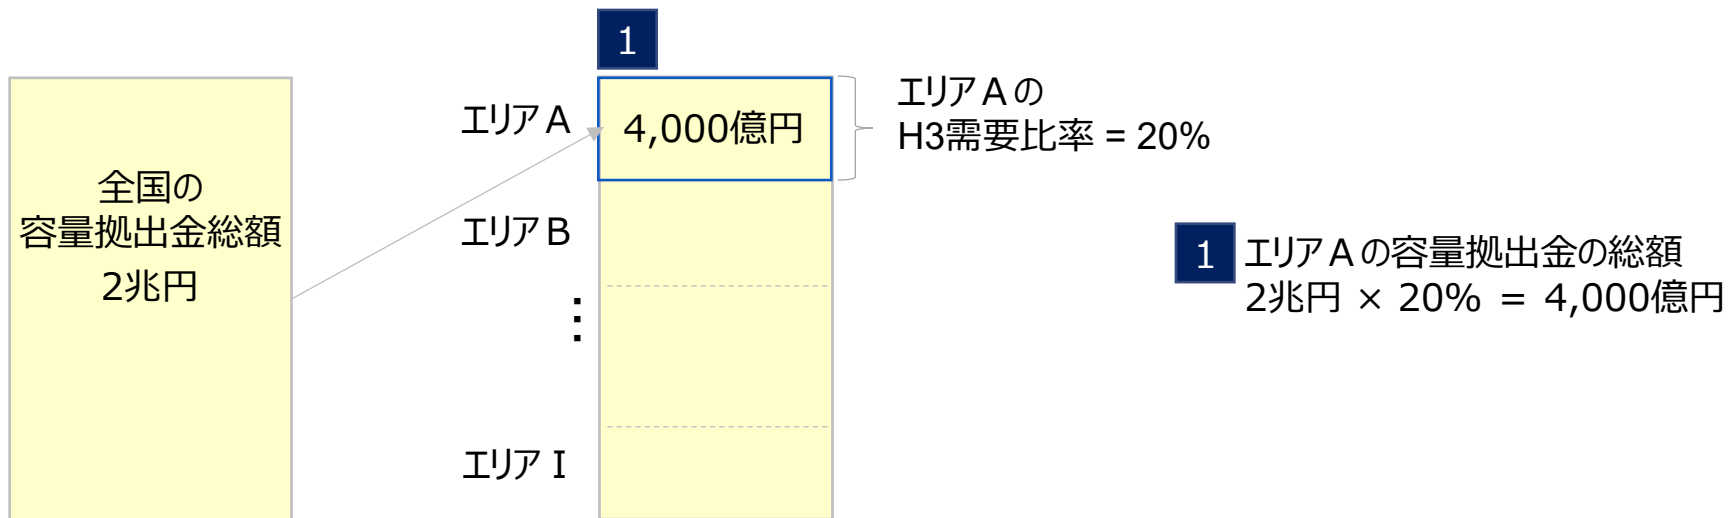 1
全国の
容量拠出金総額
2兆円
エリアA
4,000億円
エリアAの
H3需要比率 = 20%
エリアB
⋮
エリアI
1
エリアAの容量拠出金の総額
2兆円 × 20% = 4,000億円